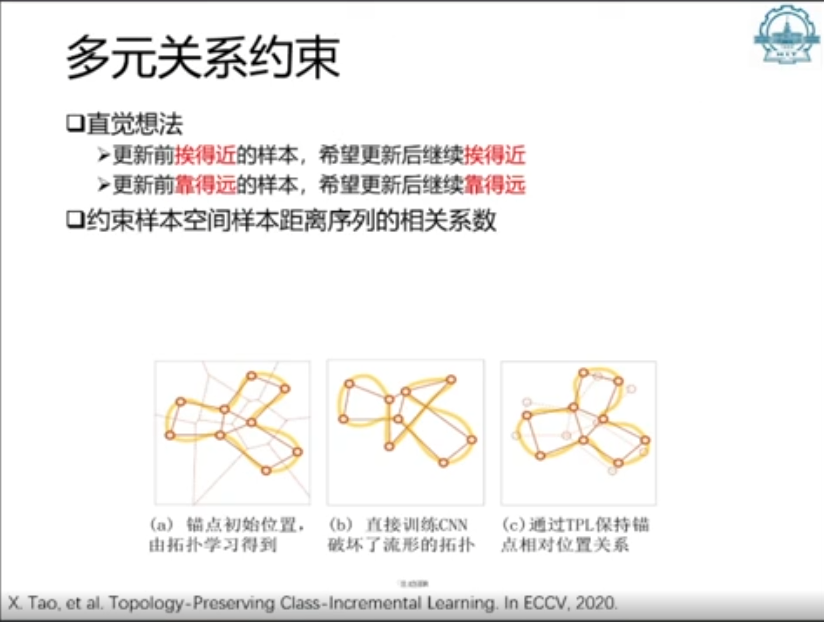 多元关系约束
❑直觉想法
➢更新前挨得近的样本，希望更新后继续挨得近
➢更新前靠得远的样本，希望更新后继续靠得远
❑约束样本空间样本距离序列的相关系数
(a) 锚点初始位置，
由拓扑学习得到
(b) 直接训练CNN
破坏了流形的拓扑
(c)通过TPL保持锚
点相对位置关系
X. Tao, et al. Topology-Preserving Class-Incremental Learning. In ECCV, 2020.